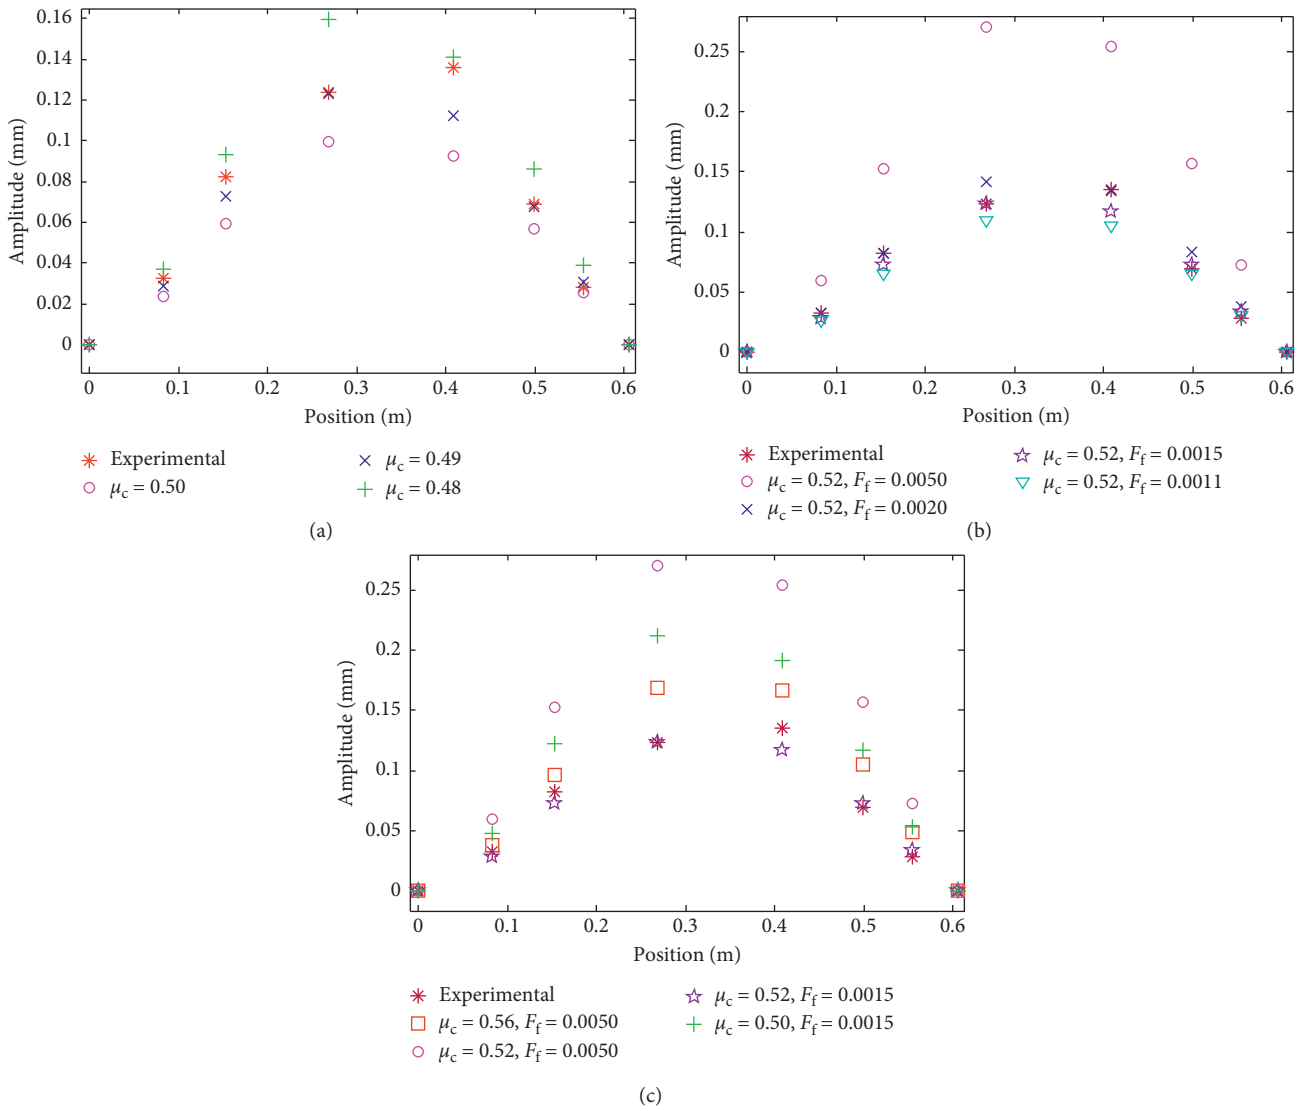 0.16
0.14
0.12
0.1
0.08
0.06
0.04
0.02
0
Amplitude (mm)
0 0.1 0.2 0.3 0.4 0.5 0.6
Position (m)
Experimental
μc = 0.50
μc = 0.49
μc = 0.48
(a)
0.25
0.2
0.15
0.1
0.05
0
Amplitude (mm)
0 0.1 0.2 0.3 0.4 0.5 0.6
Position (m)
Experimental
μc = 0.52, Ff = 0.0050
μc = 0.52, Ff = 0.0020
μc = 0.52, Ff = 0.0015
μc = 0.52, Ff = 0.0011
(b)
0.25
0.2
0.15
0.1
0.05
0
Amplitude (mm)
0 0.1 0.2 0.3 0.4 0.5 0.6
Position (m)
Experimental
μc = 0.56, Ff = 0.0050
μc = 0.52, Ff = 0.0050
μc = 0.52, Ff = 0.0015
μc = 0.50, Ff = 0.0015
(c)